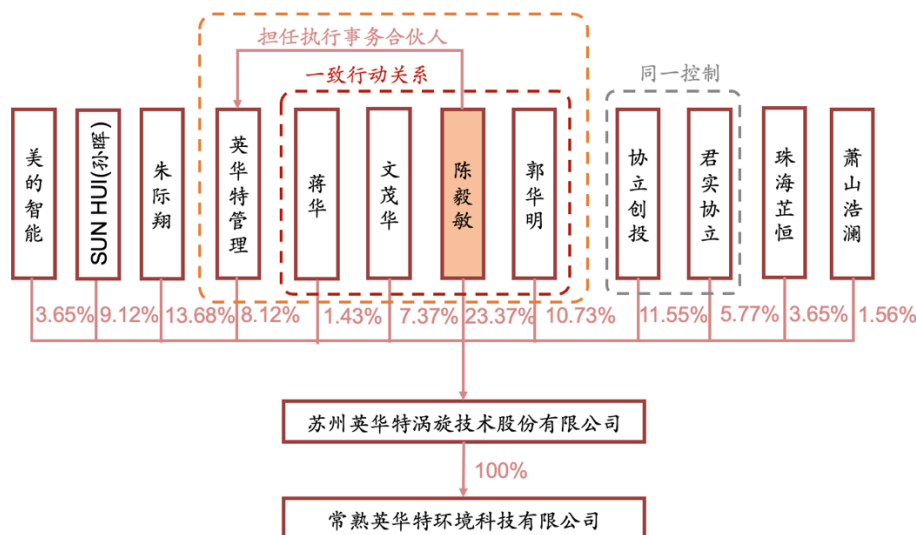 担任执行事务合伙人
一致行动关系
同一控制
美的智能
SUN HUI(孙晖)
朱际翔
英华特管理
蒋华
文茂华
陈毅敏
郭华明
协立创投
君实协立
珠海芷恒
萧山浩澜
3.65% 9.12% 13.68% 8.12% 1.43% 7.37% 23.37% 10.73% 11.55% 5.77% 3.65% 1.56%
苏州英华特涡旋技术股份有限公司
100%
常熟英华特环境科技有限公司